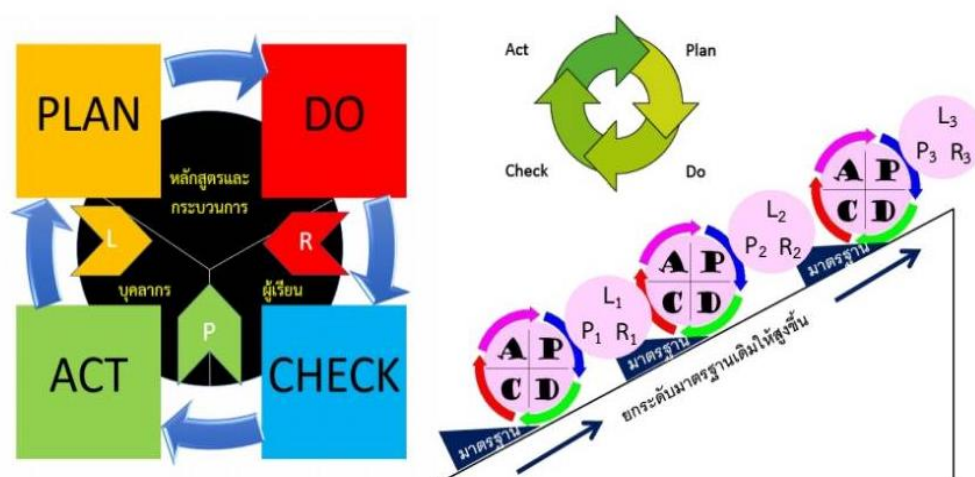 PLAN
DO
หลักสูตรและ
กระบวนการ
L
R
บุคลากร
ผู้เรียน
P
ACT
CHECK
Act
Plan
Check
Do
A P
C D
มาตรฐาน
L₁
P₁ R₁
A P
C D
มาตรฐาน
L₂
P₂ R₂
A P
C D
มาตรฐาน
L₃
P₃ R₃
ยกระดับมาตรฐานเดิมให้สูงขึ้น